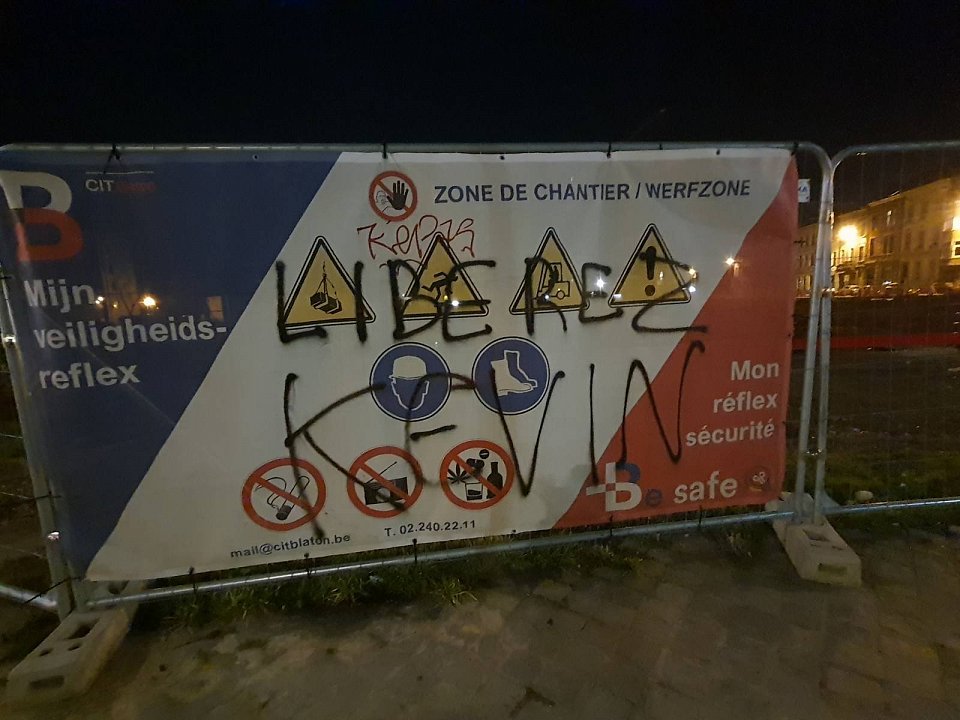 B
CIT
ZONE DE CHANTIER / WERFZONE
LIBEREZ
KEVIN
Mijn
veiligheids-
reflex
Mon
réflex
sécurité
Be safe
mail@citblaton.be
T. 02.240.22.11